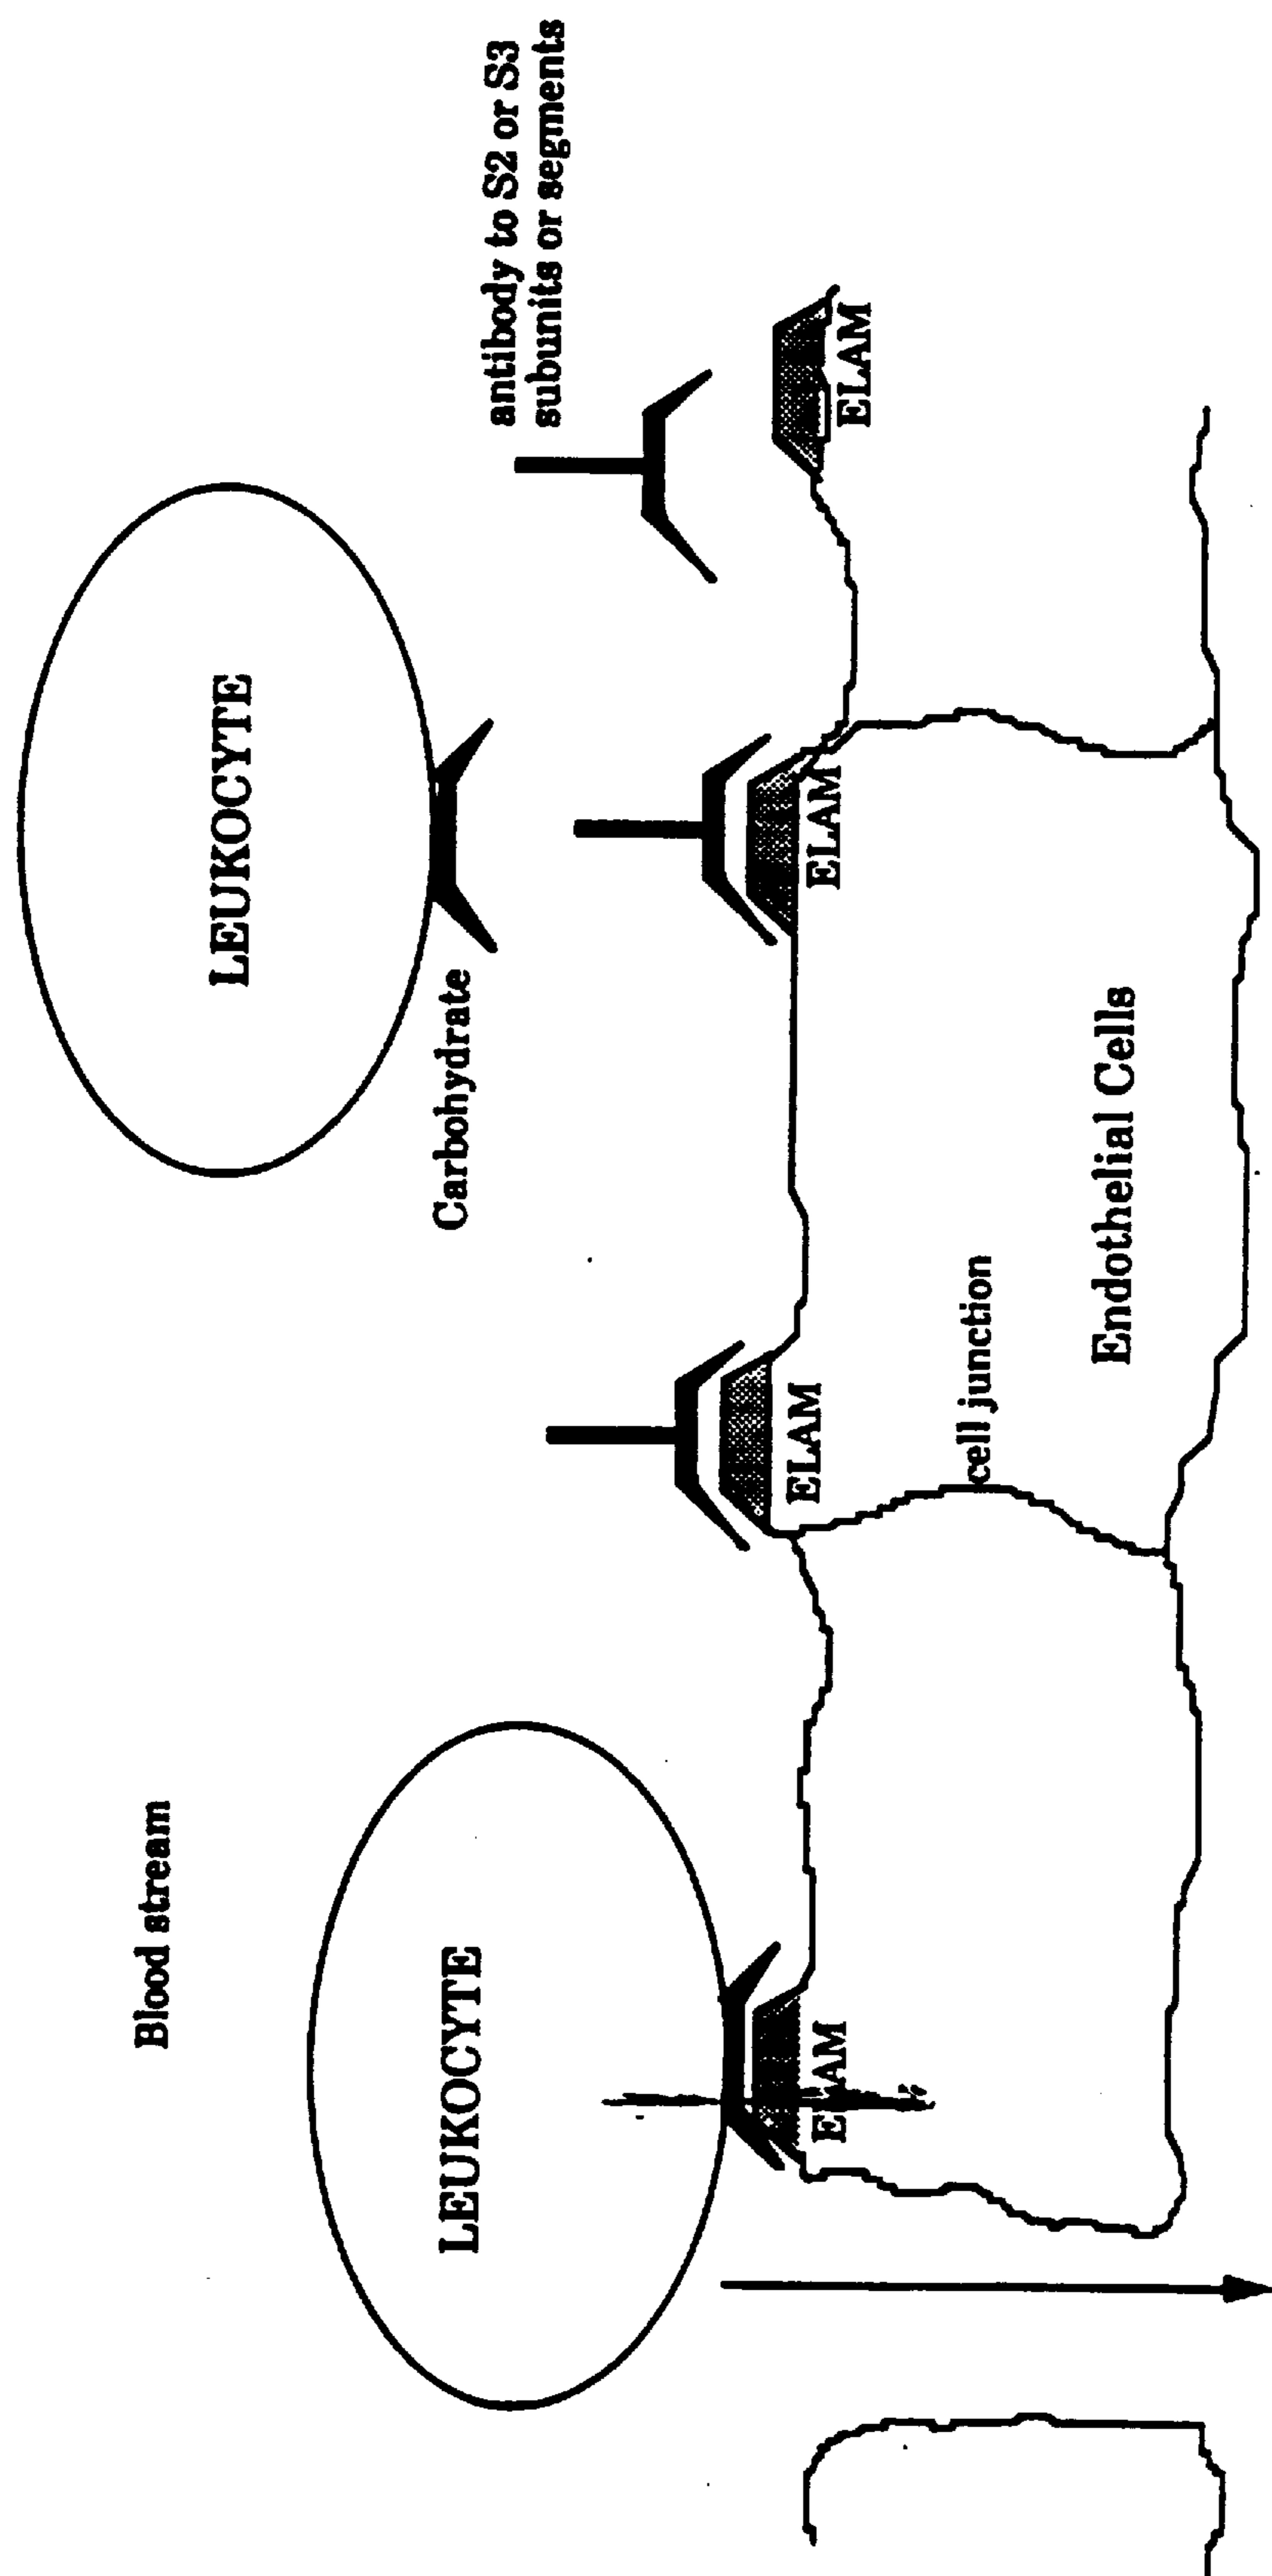 Blood stream
LEUKOCYTE
LEUKOCYTE
Carbohydrate
antibody to S2 or S3
subunits or segments
ELAM
ELAM
ELAM
ELAM
cell junction
Endothelial Cells